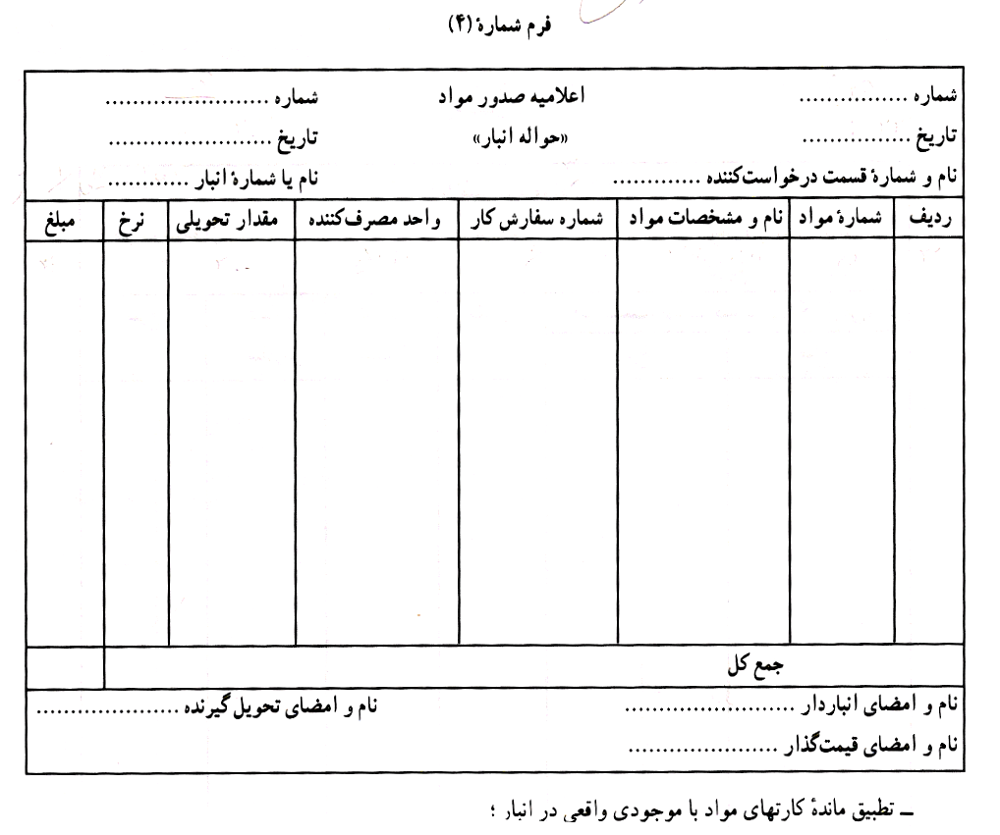 فرم شمارهٔ (۴)
شماره ................ اعلامیه صدور مواد شماره ........................
تاریخ ................ «حواله انبار» تاریخ ........................
نام و شمارهٔ قسمت درخواست‌کننده ............. نام یا شمارهٔ انبار ............
ردیف شمارهٔ مواد نام و مشخصات مواد شماره سفارش کار واحد مصرف‌کننده مقدار تحویلی نرخ مبلغ
جمع کل
نام و امضای انباردار ......................... نام و امضای تحویل‌گیرنده .....................
نام و امضای قیمت‌گذار ......................
ــ تطبیق ماندهٔ کارتهای مواد با موجودی واقعی در انبار ؛